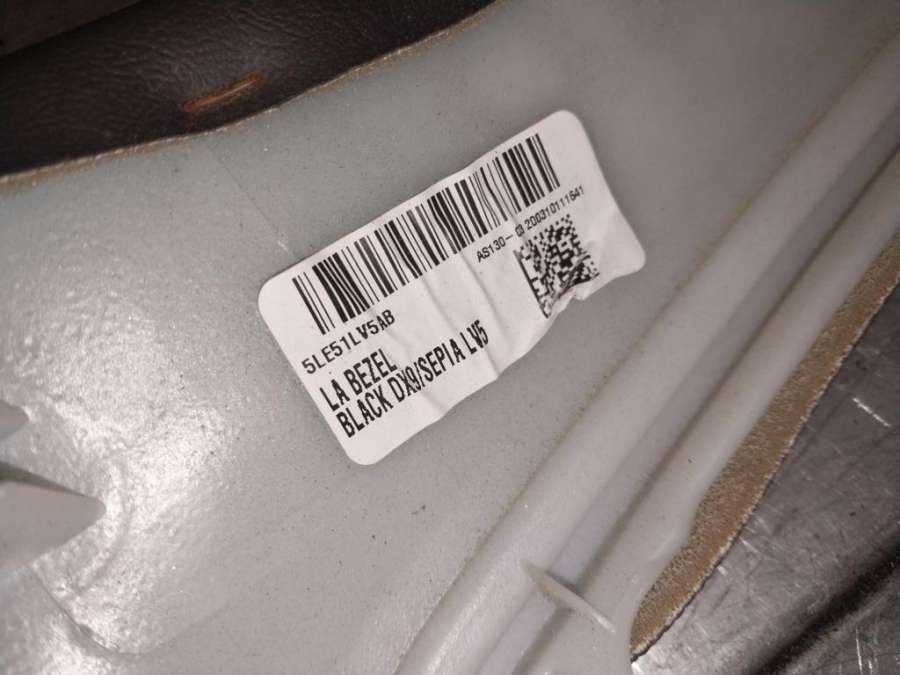 5LE51LV5AB
AS130- 03 200310111641
LA BEZEL
BLACK DX9/SEPIA LV5